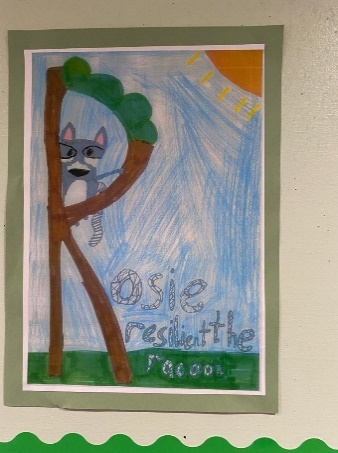 Rosie
resilient the
racoon